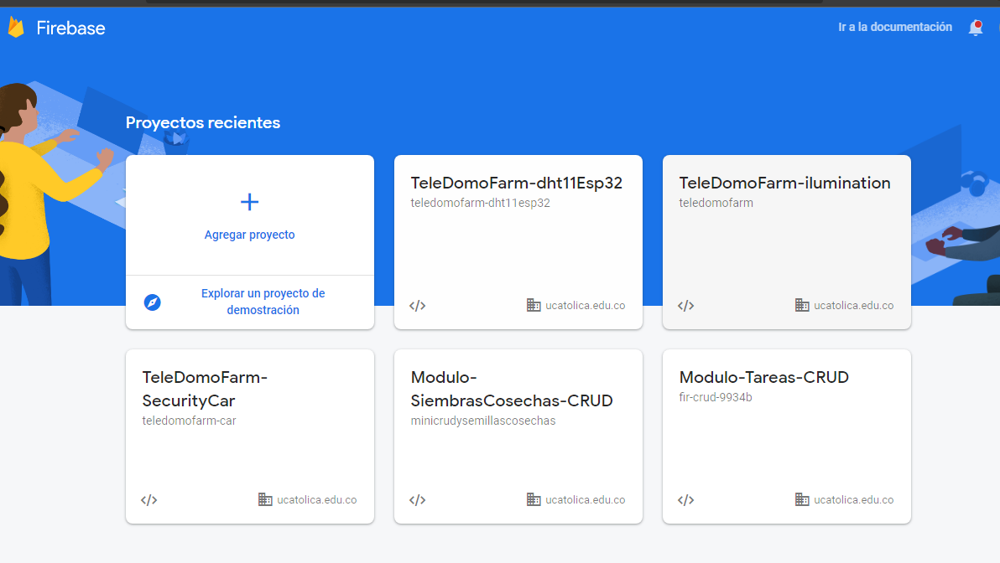 Firebase
Ir a la documentación
Proyectos recientes
Agregar proyecto
Explorar un proyecto de
demostración
TeleDomoFarm-dht11Esp32
teledomofarm-dht11esp32
ucatolica.edu.co
TeleDomoFarm-ilumination
teledomofarm
ucatolica.edu.co
TeleDomoFarm-
SecurityCar
teledomofarm-car
ucatolica.edu.co
Modulo-
SiembrasCosechas-CRUD
minicrudysemillascosechas
ucatolica.edu.co
Modulo-Tareas-CRUD
fir-crud-9934b
ucatolica.edu.co